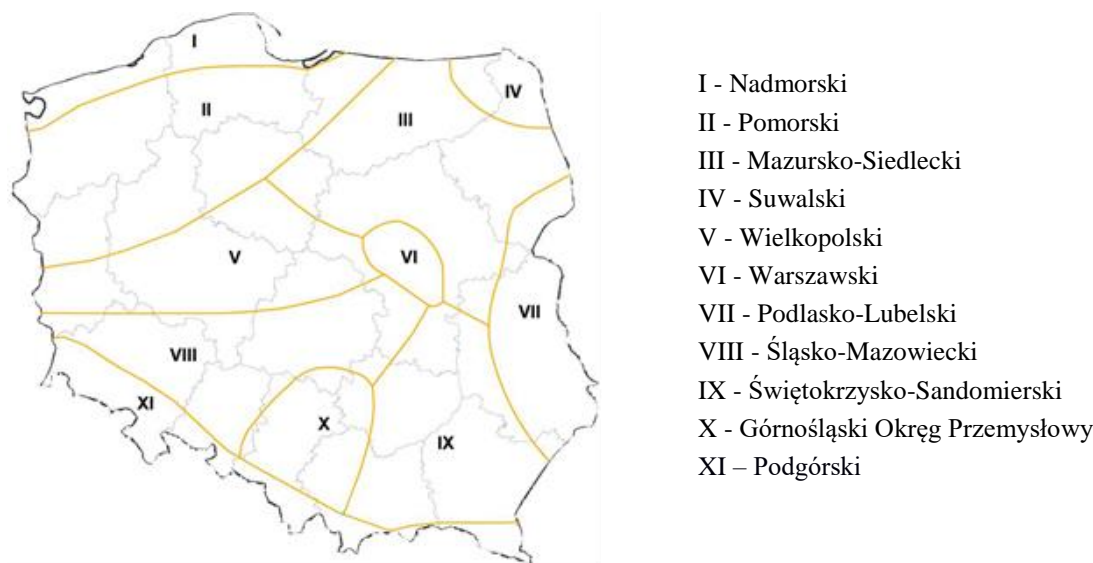 I
II
III
IV
V
VI
VII
VIII
IX
X
XI
I - Nadmorski
II - Pomorski
III - Mazursko-Siedlecki
IV - Suwalski
V - Wielkopolski
VI - Warszawski
VII - Podlasko-Lubelski
VIII - Śląsko-Mazowiecki
IX - Świętokrzysko-Sandomierski
X - Górnośląski Okręg Przemysłowy
XI – Podgórski